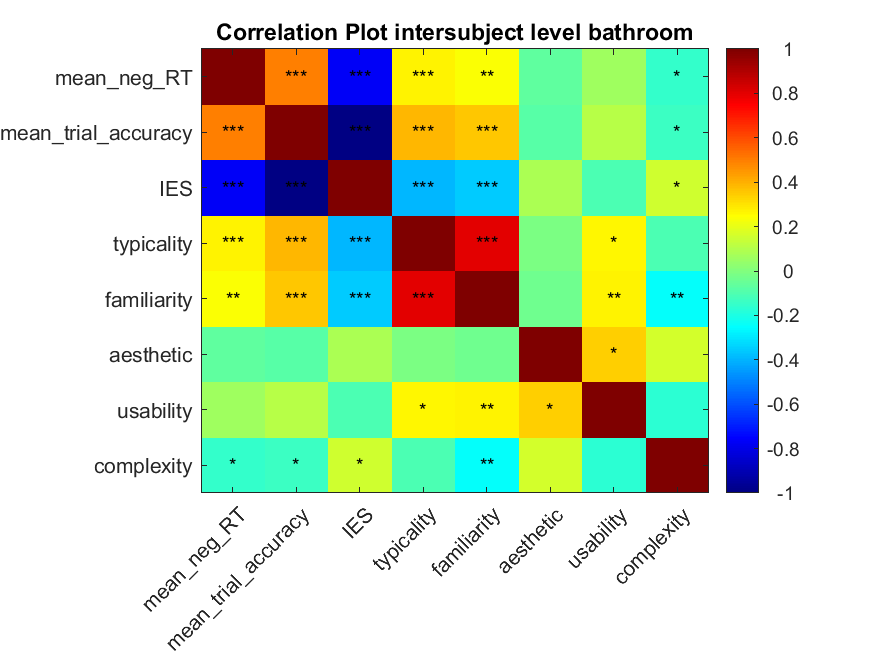 Correlation Plot intersubject level bathroom
mean_neg_RT *** *** *** ** *
mean_trial_accuracy *** *** *** *** *
IES *** *** *** *** *
typicality *** *** *** *** *
familiarity ** *** *** *** ** **
aesthetic *
usability * ** *
complexity * * * **
mean_neg_RT
mean_trial_accuracy
IES
typicality
familiarity
aesthetic
usability
complexity
1
0.8
0.6
0.4
0.2
0
-0.2
-0.4
-0.6
-0.8
-1